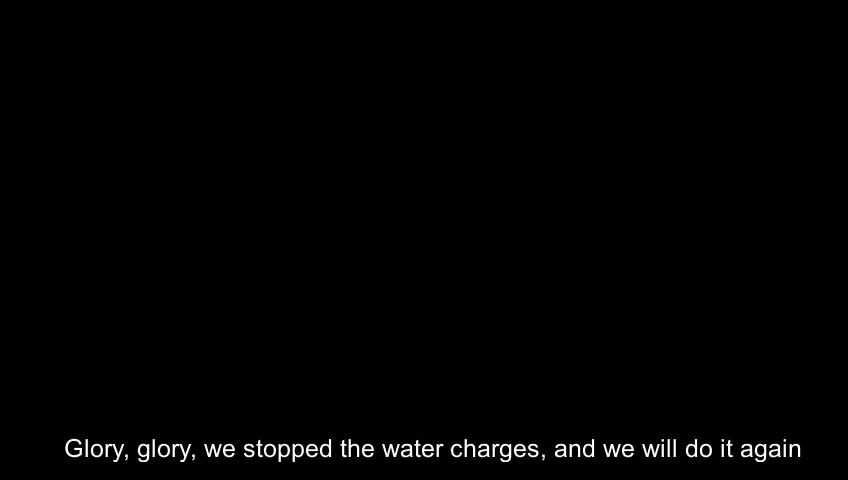 Glory, glory, we stopped the water charges, and we will do it again